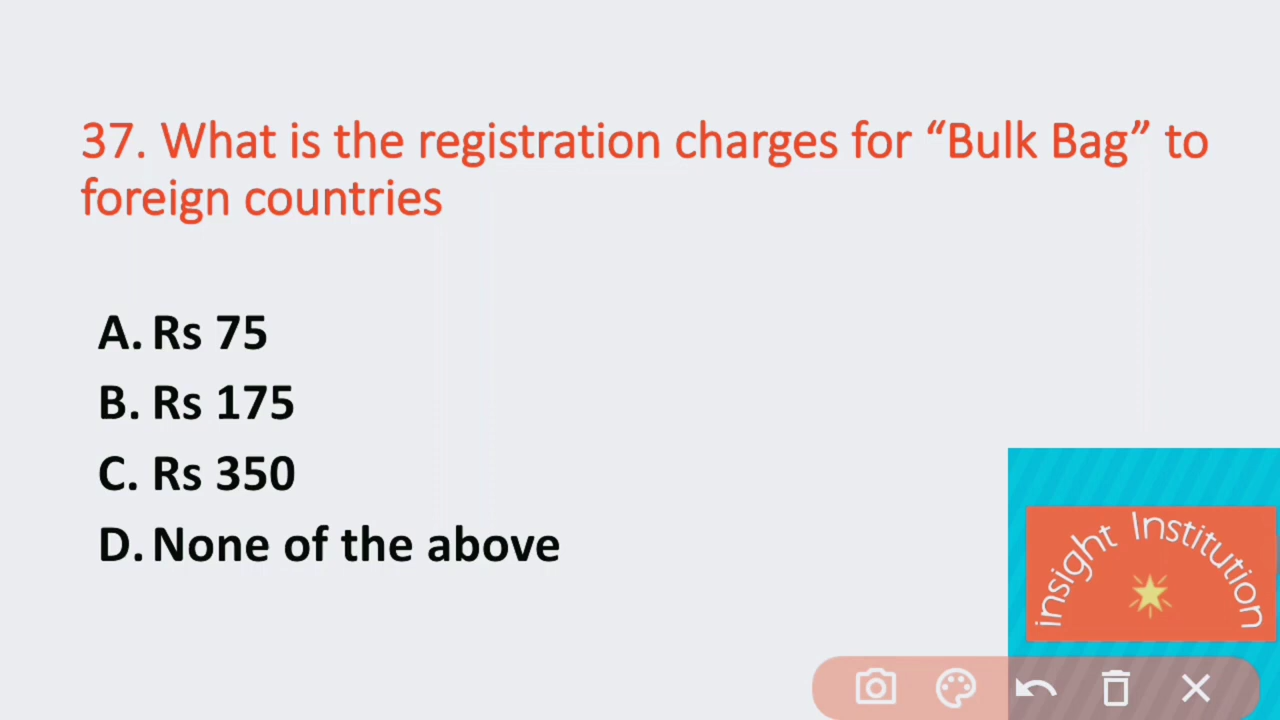 37. What is the registration charges for “Bulk Bag” to
foreign countries
A. Rs 75
B. Rs 175
C. Rs 350
D. None of the above
insight Institution